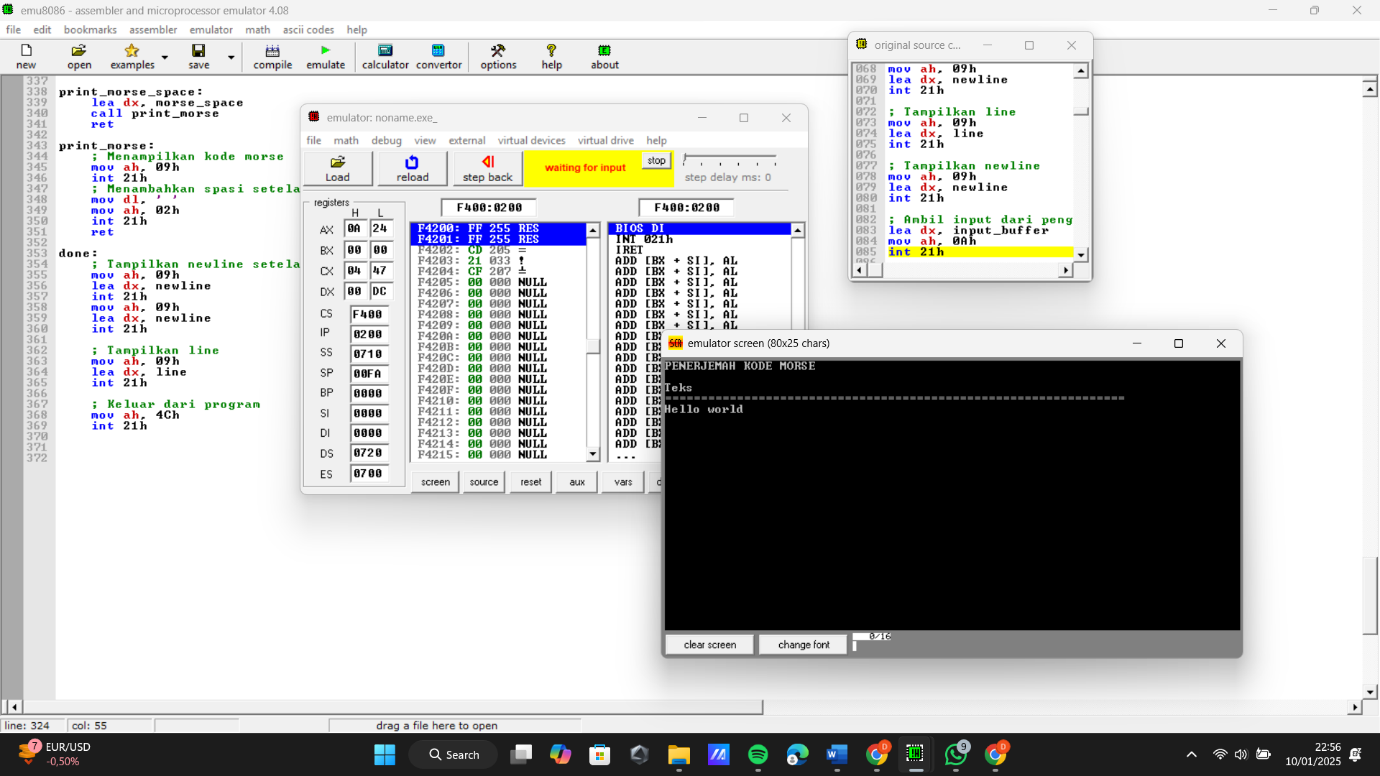 emu8086 - assembler and microprocessor emulator 4.08
file edit bookmarks assembler emulator math ascii codes help
new open examples save compile emulate calculator convertor options help about
337
338 print_morse_space:
339 lea dx, morse_space
340 call print_morse
341 ret
342
343 print_morse:
344 ; Menampilkan kode morse
345 mov ah, 09h
346 int 21h
347 ; Menambahkan spasi setela
348 mov dl, ' '
349 mov ah, 02h
350 int 21h
351 ret
352
353 done:
354 ; Tampilkan newline setela
355 mov ah, 09h
356 lea dx, newline
357 int 21h
358 mov ah, 09h
359 lea dx, newline
360 int 21h
361
362 ; Tampilkan line
363 mov ah, 09h
364 lea dx, line
365 int 21h
366
367 ; Keluar dari program
368 mov ah, 4Ch
369 int 21h
370
371
372
emulator: noname.exe_
file math debug view external virtual devices virtual drive help
Load reload step back waiting for input stop step delay ms: 0
registers
H L
AX 0A 24
BX 00 00
CX 04 47
DX 00 DC
CS F400
IP 0200
SS 0710
SP 00FA
BP 0000
SI 0000
DI 0000
DS 0720
ES 0700
F400:0200 F400:0200
F4200: FF 255 RES
F4201: FF 255 RES
F4202: CD 205 =
F4203: 21 033 !
F4204: CF 207 ╧
F4205: 00 000 NULL
F4206: 00 000 NULL
F4207: 00 000 NULL
F4208: 00 000 NULL
F4209: 00 000 NULL
F420A: 00 000 NULL
F420B: 00 000 NULL
F420C: 00 000 NULL
F420D: 00 000 NULL
F420E: 00 000 NULL
F420F: 00 000 NULL
F4210: 00 000 NULL
F4211: 00 000 NULL
F4212: 00 000 NULL
F4213: 00 000 NULL
F4214: 00 000 NULL
F4215: 00 000 NULL
BIOS DI
INT 021h
IRET
ADD [BX + SI], AL
ADD [BX + SI], AL
ADD [BX + SI], AL
ADD [BX + SI], AL
ADD [BX + SI], AL
ADD [BX + SI], AL
ADD [BX + SI], AL
ADD [B
ADD [B
ADD [B
ADD [B
ADD [B
ADD [B
ADD [B
ADD [B
ADD [B
ADD [B
ADD [B
...
screen source reset aux vars d
original source c...
068 mov ah, 09h
069 lea dx, newline
070 int 21h
071
072 ; Tampilkan line
073 mov ah, 09h
074 lea dx, line
075 int 21h
076
077 ; Tampilkan newline
078 mov ah, 09h
079 lea dx, newline
080 int 21h
081
082 ; Ambil input dari peng
083 lea dx, input_buffer
084 mov ah, 0Ah
085 int 21h
086
emulator screen (80x25 chars)
PENERJEMAH KODE MORSE
Teks
================================================================
Hello world
clear screen change font 0/16
line: 324 col: 55 drag a file here to open
7 EUR/USD
-0,50%
Search
9
22:56
10/01/2025